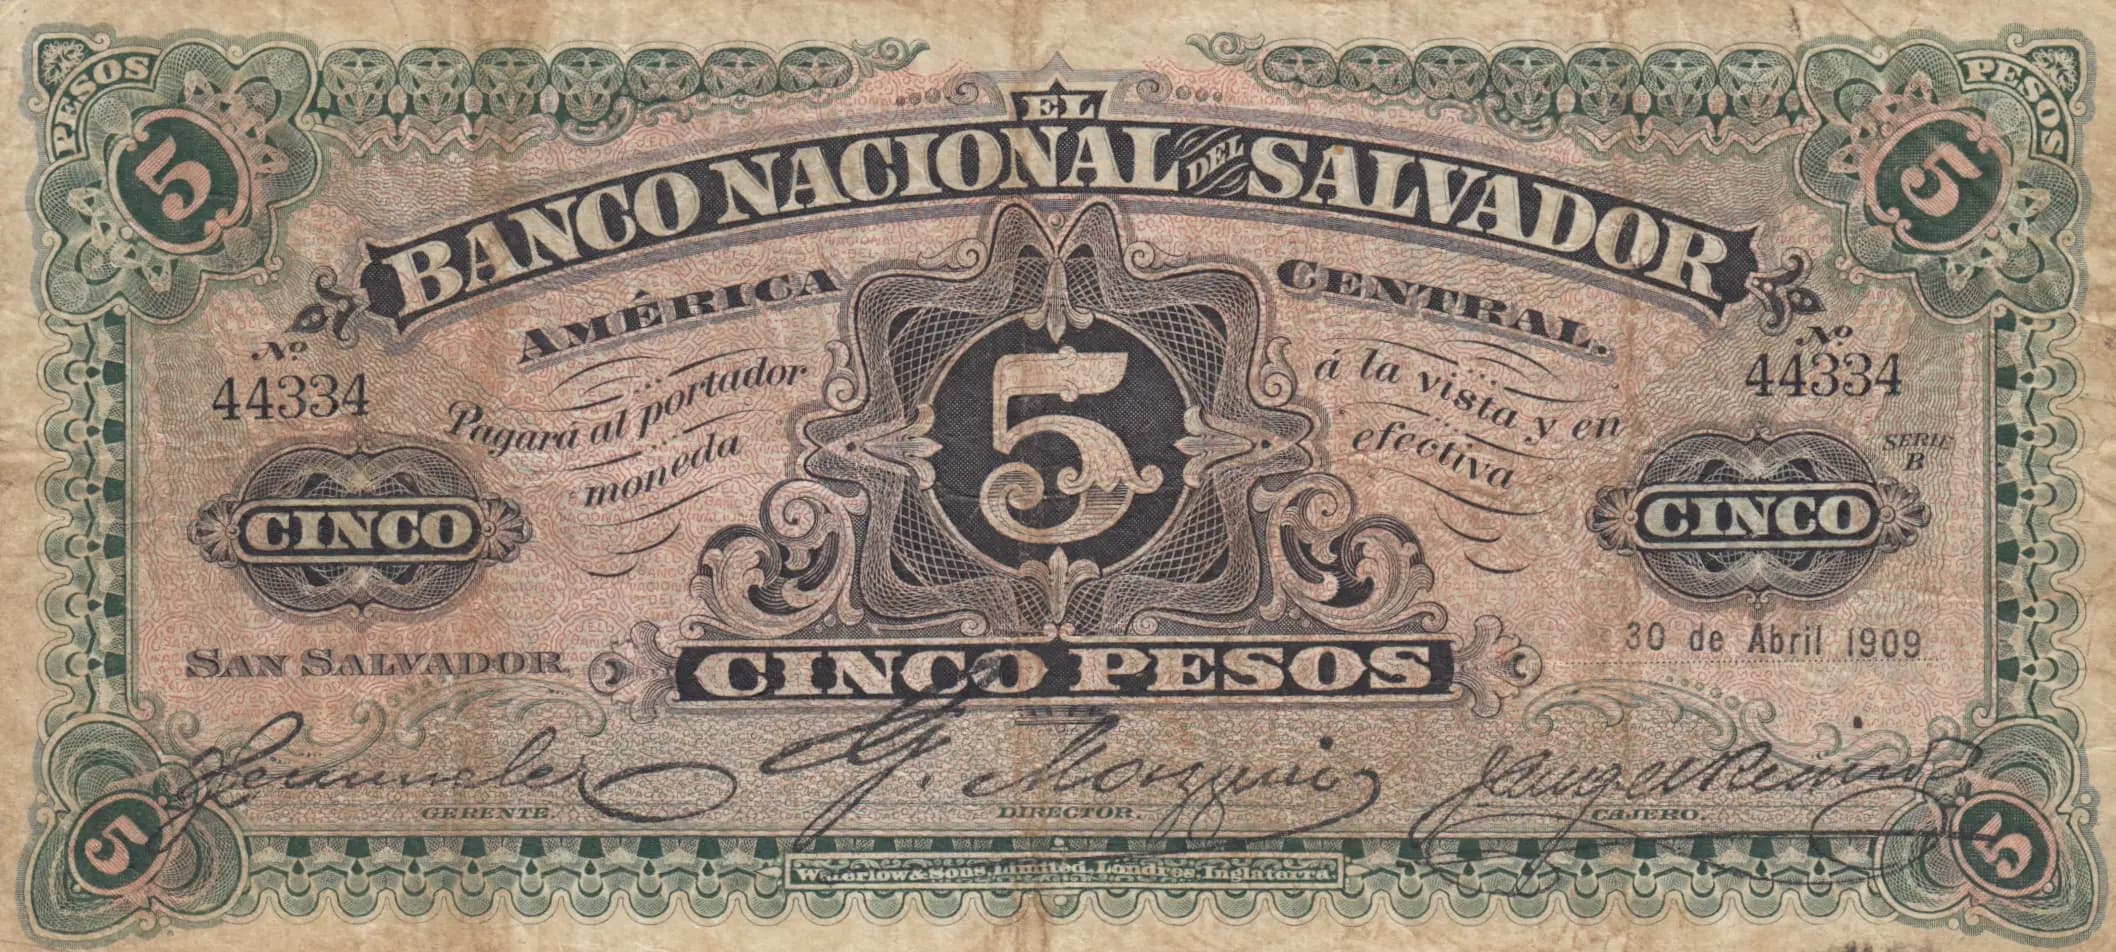 PESOS
5
PESOS
5
EL
BANCO NACIONAL DEL SALVADOR
AMÉRICA CENTRAL.
Nº
44334
Nº
44334
Pagará al portador á la vista y en
moneda efectiva
5
SERIE
B
CINCO
CINCO
SAN SALVADOR,
30 de Abril 1909
CINCO PESOS
GERENTE.
DIRECTOR.
CAJERO.
5
5
Waterlow & Sons, Limited, Londres, Inglaterra.